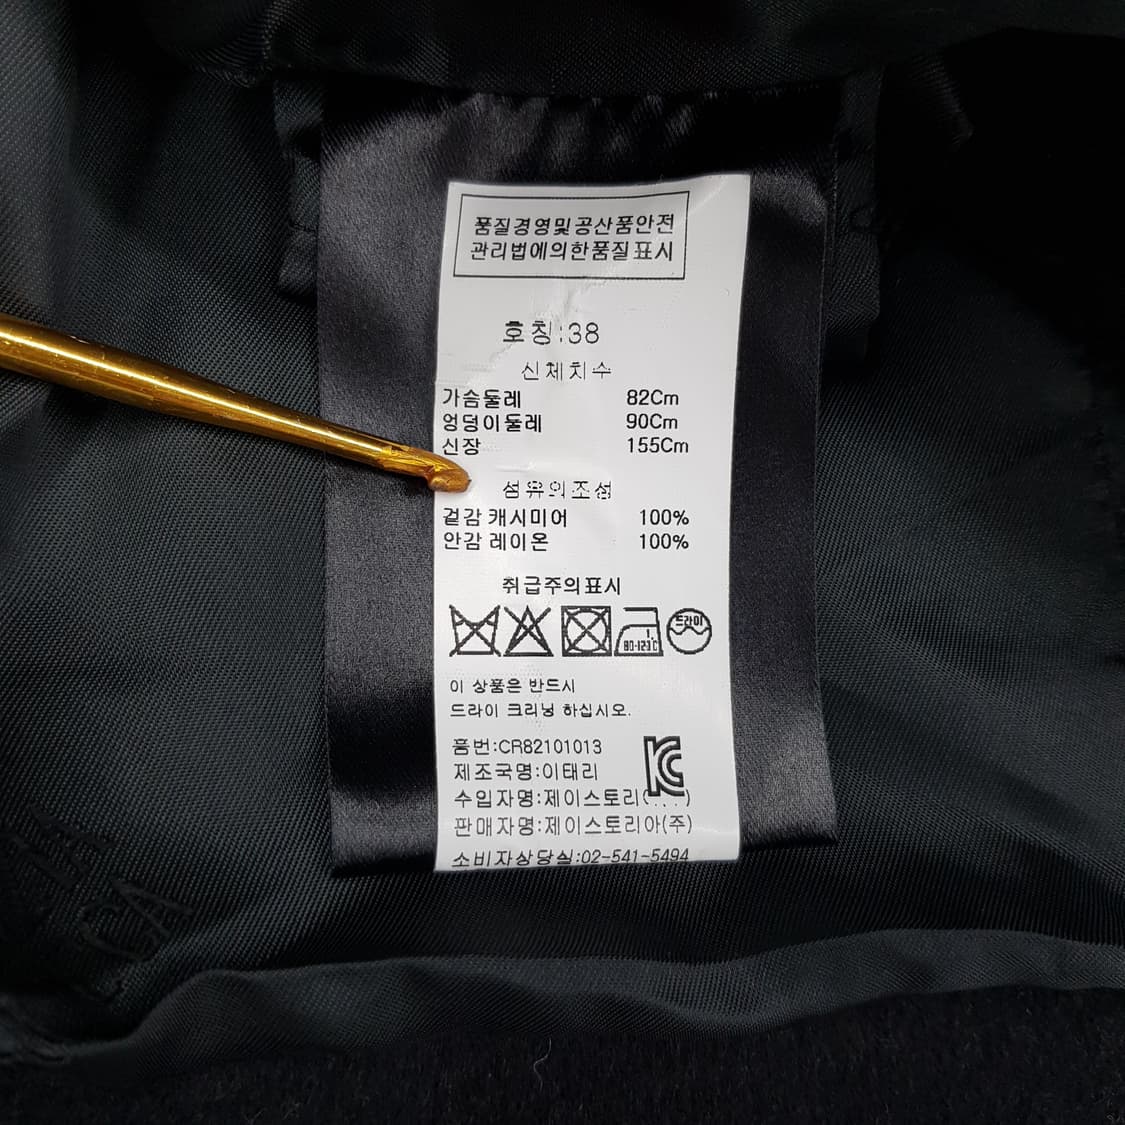 품질경영및공산품안전
관리법에의한품질표시
호칭:38
신체치수
가슴둘레 82Cm
엉덩이둘레 90Cm
신장 155Cm
섬유의조성
겉감 캐시미어 100%
안감 레이온 100%
취급주의표시
드라이
80-123℃
이 상품은 반드시
드라이 크리닝 하십시오.
품번:CR82101013
제조국명:이태리
수입자명:제이스토리
판매자명:제이스토리아(주)
소비자상당실:02-541-5494